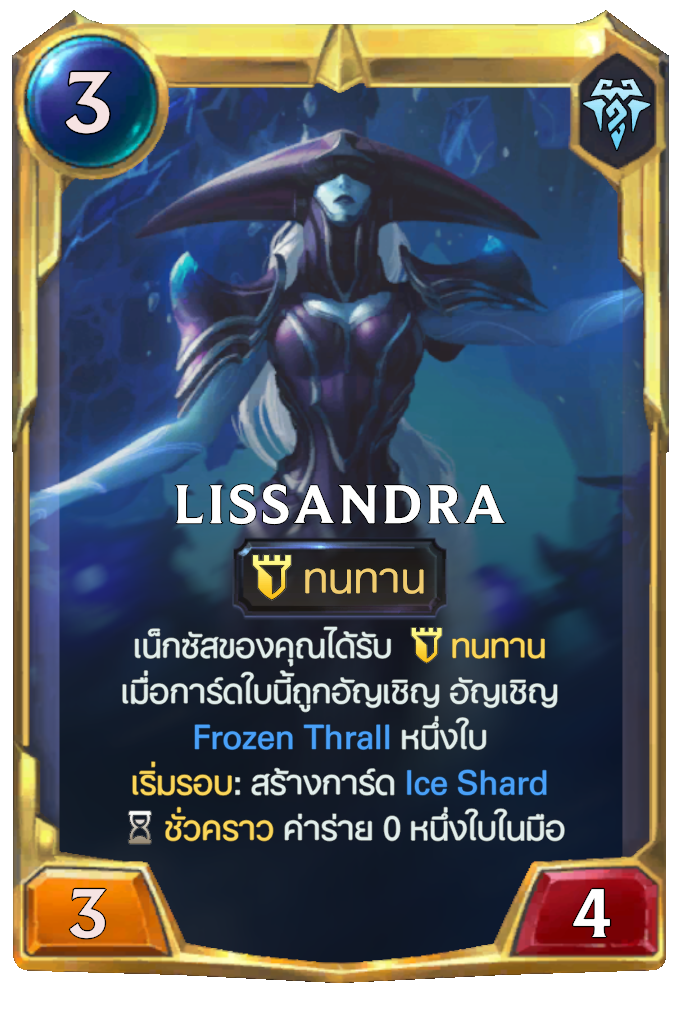 3
LISSANDRA
ทนทาน
เน็กซัสของคุณได้รับ ทนทาน
เมื่อการ์ดใบนี้ถูกอัญเชิญ อัญเชิญ
Frozen Thrall หนึ่งใบ
เริ่มรอบ: สร้างการ์ด Ice Shard
ชั่วคราว ค่าร่าย 0 หนึ่งใบในมือ
3
4